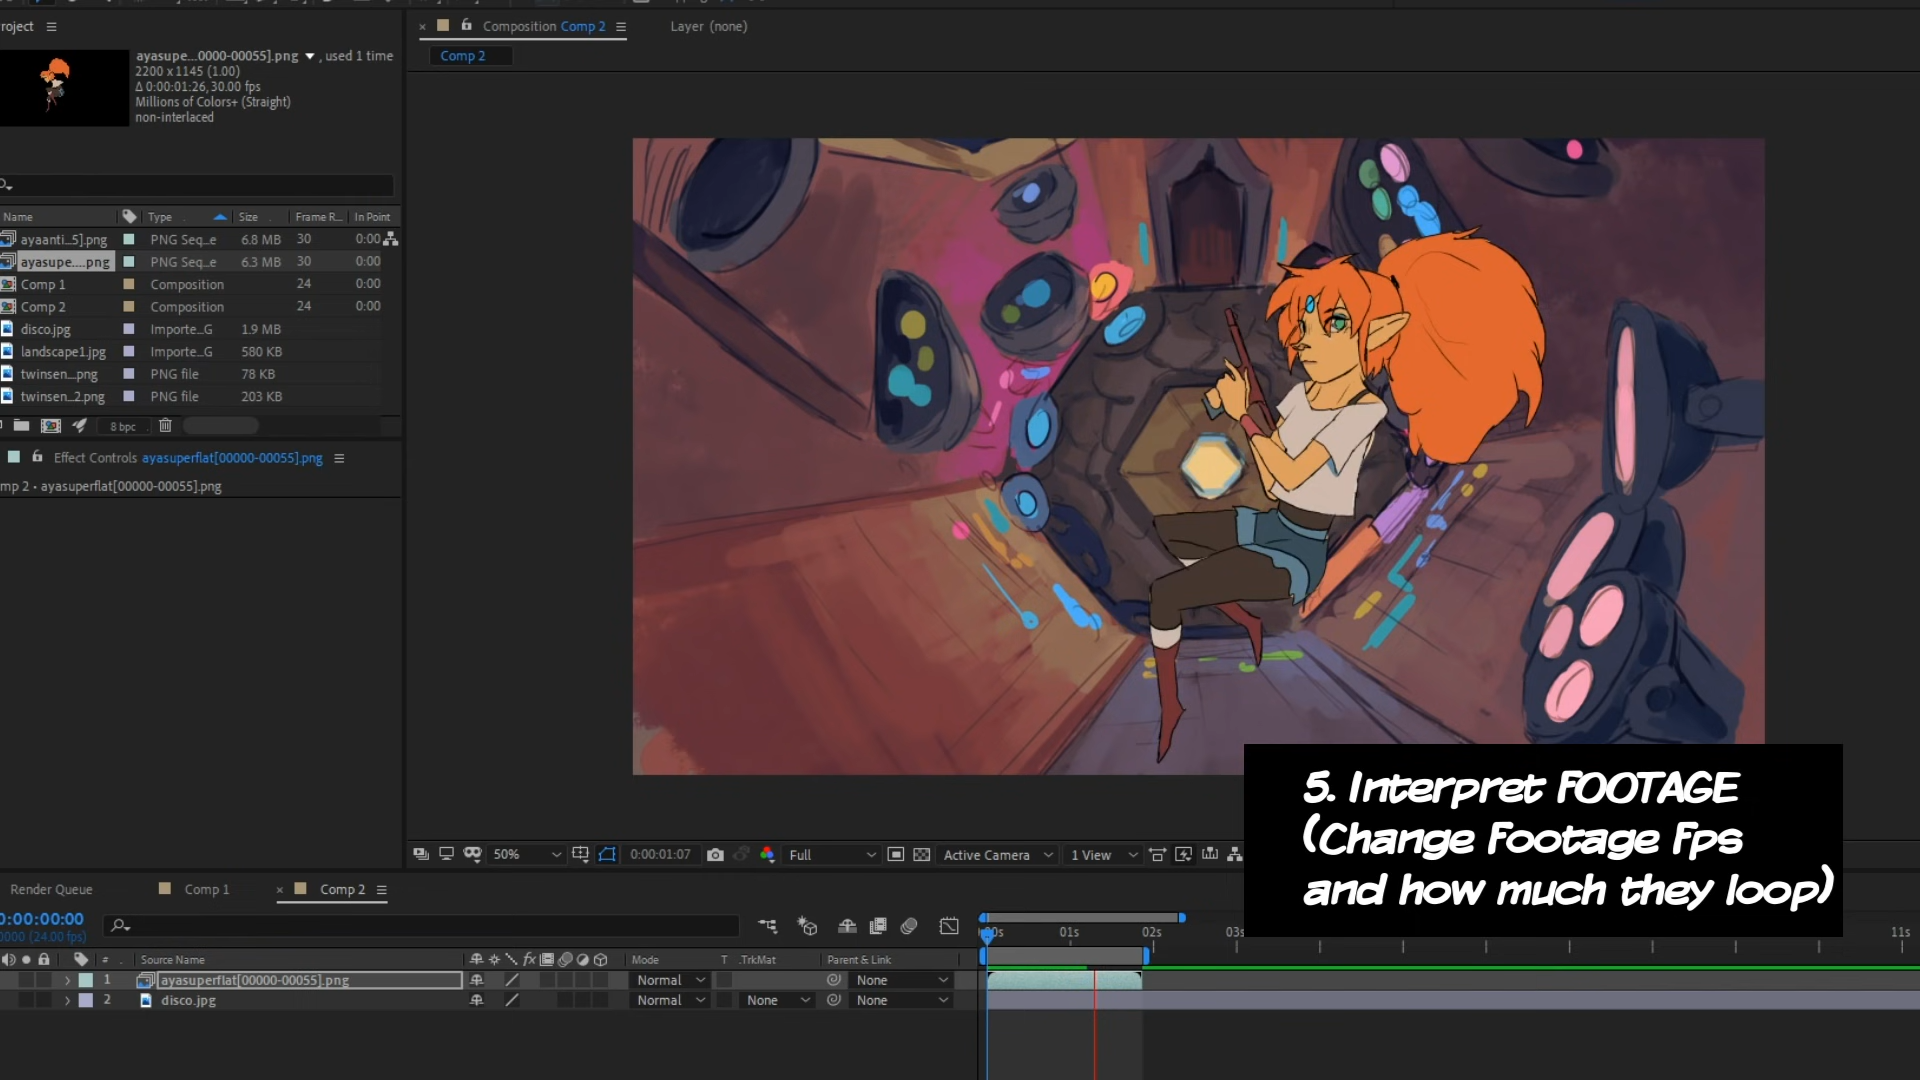 roject
ayasupe...0000-00055].png , used 1 time
2200 x 1145 (1.00)
Δ 0:00:01:26, 30.00 fps
Millions of Colors+ (Straight)
non-interlaced
Name Type Size Frame R... In Point
ayaanti_5].png PNG Seq...e 6.8 MB 30 0:00
ayasupe....png PNG Seq...e 6.3 MB 30 0:00
Comp 1 Composition 24 0:00
Comp 2 Composition 24 0:00
disco.jpg Importe...G 1.9 MB
landscape1.jpg Importe...G 580 KB
twinsen_.png PNG file 78 KB
twinsen_2.png PNG file 203 KB
8 bpc
Effect Controls ayasuperflat[00000-00055].png
mp 2 • ayasuperflat[00000-00055].png
Composition Comp 2
Layer (none)
Comp 2
5. Interpret FOOTAGE
(Change Footage Fps
and how much they loop)
50% 0:00:01:07 Full Active Camera 1 View
Render Queue Comp 1 Comp 2
0:00:00:00
0000 (24.00 fps)
:00s 01s 02s 03s 11s
# Source Name Mode T .TrkMat Parent & Link
1 ayasuperflat[00000-00055].png Normal None
2 disco.jpg Normal None None